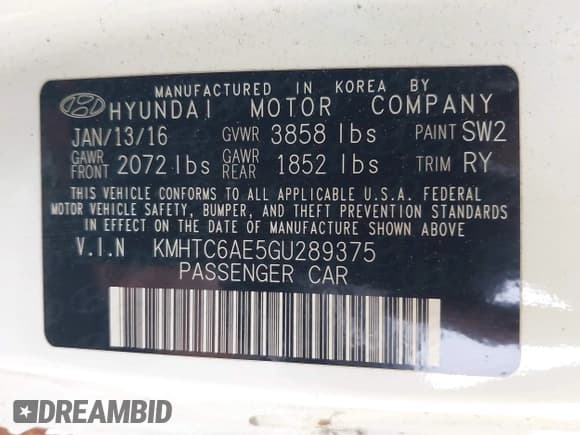 MANUFACTURED IN KOREA BY
HYUNDAI MOTOR COMPANY
JAN/13/16 GVWR 3858 lbs PAINT SW2
GAWR FRONT 2072 lbs GAWR REAR 1852 lbs TRIM RY
THIS VEHICLE CONFORMS TO ALL APPLICABLE U.S.A. FEDERAL
MOTOR VEHICLE SAFETY, BUMPER, AND THEFT PREVENTION STANDARDS
IN EFFECT ON THE DATE OF MANUFACTURE SHOWN ABOVE.
V.I.N KMHTC6AE5GU289375
PASSENGER CAR
DREAMBID